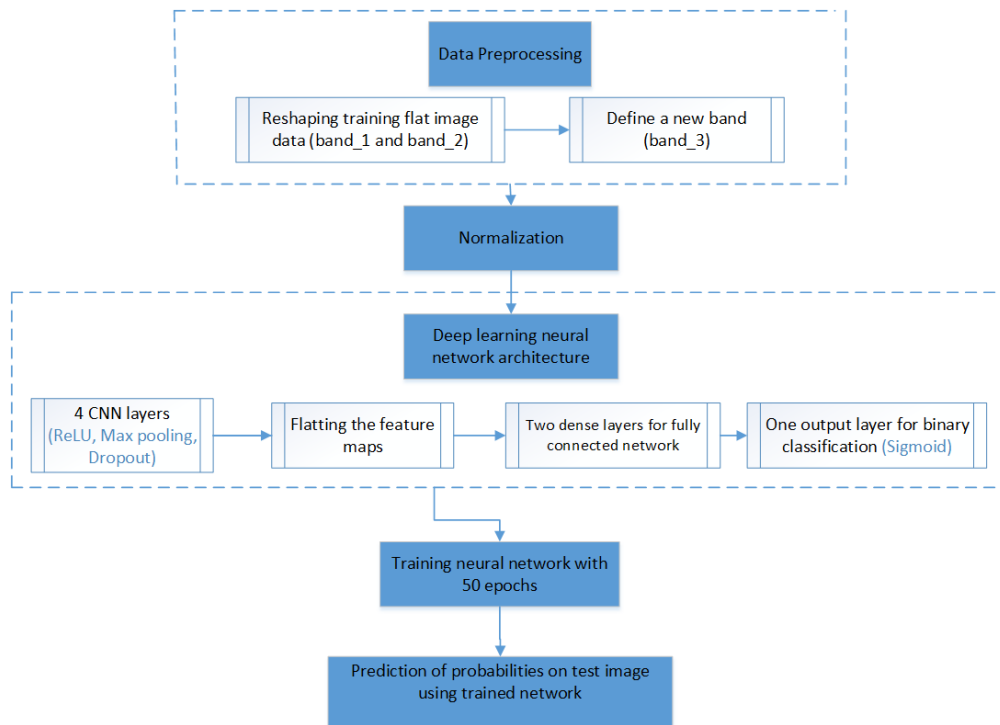 Data Preprocessing
Reshaping training flat image
data (band_1 and band_2)
Define a new band
(band_3)
Normalization
Deep learning neural
network architecture
4 CNN layers
(ReLU, Max pooling,
Dropout)
Flatting the feature
maps
Two dense layers for fully
connected network
One output layer for binary
classification (Sigmoid)
Training neural network with
50 epochs
Prediction of probabilities on test image
using trained network